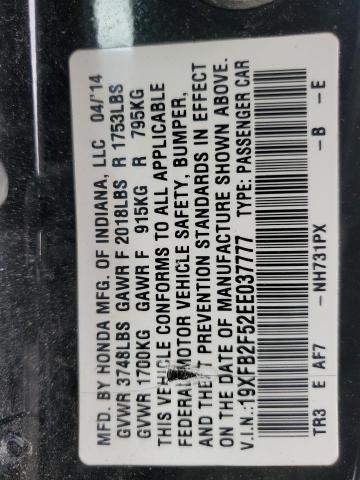 MFD. BY HONDA MFG. OF INDIANA, LLC 04/'14
GVWR 3748LBS GAWR F 2018LBS R 1753LBS
GVWR 1700KG GAWR F 915KG R 795KG
THIS VEHICLE CONFORMS TO ALL APPLICABLE
FEDERAL MOTOR VEHICLE SAFETY, BUMPER,
AND THEFT PREVENTION STANDARDS IN EFFECT
ON THE DATE OF MANUFACTURE SHOWN ABOVE.
V.I.N.:19XFB2F52EE037777 TYPE: PASSENGER CAR
TR3 E AF7 -NH731PX -B -E